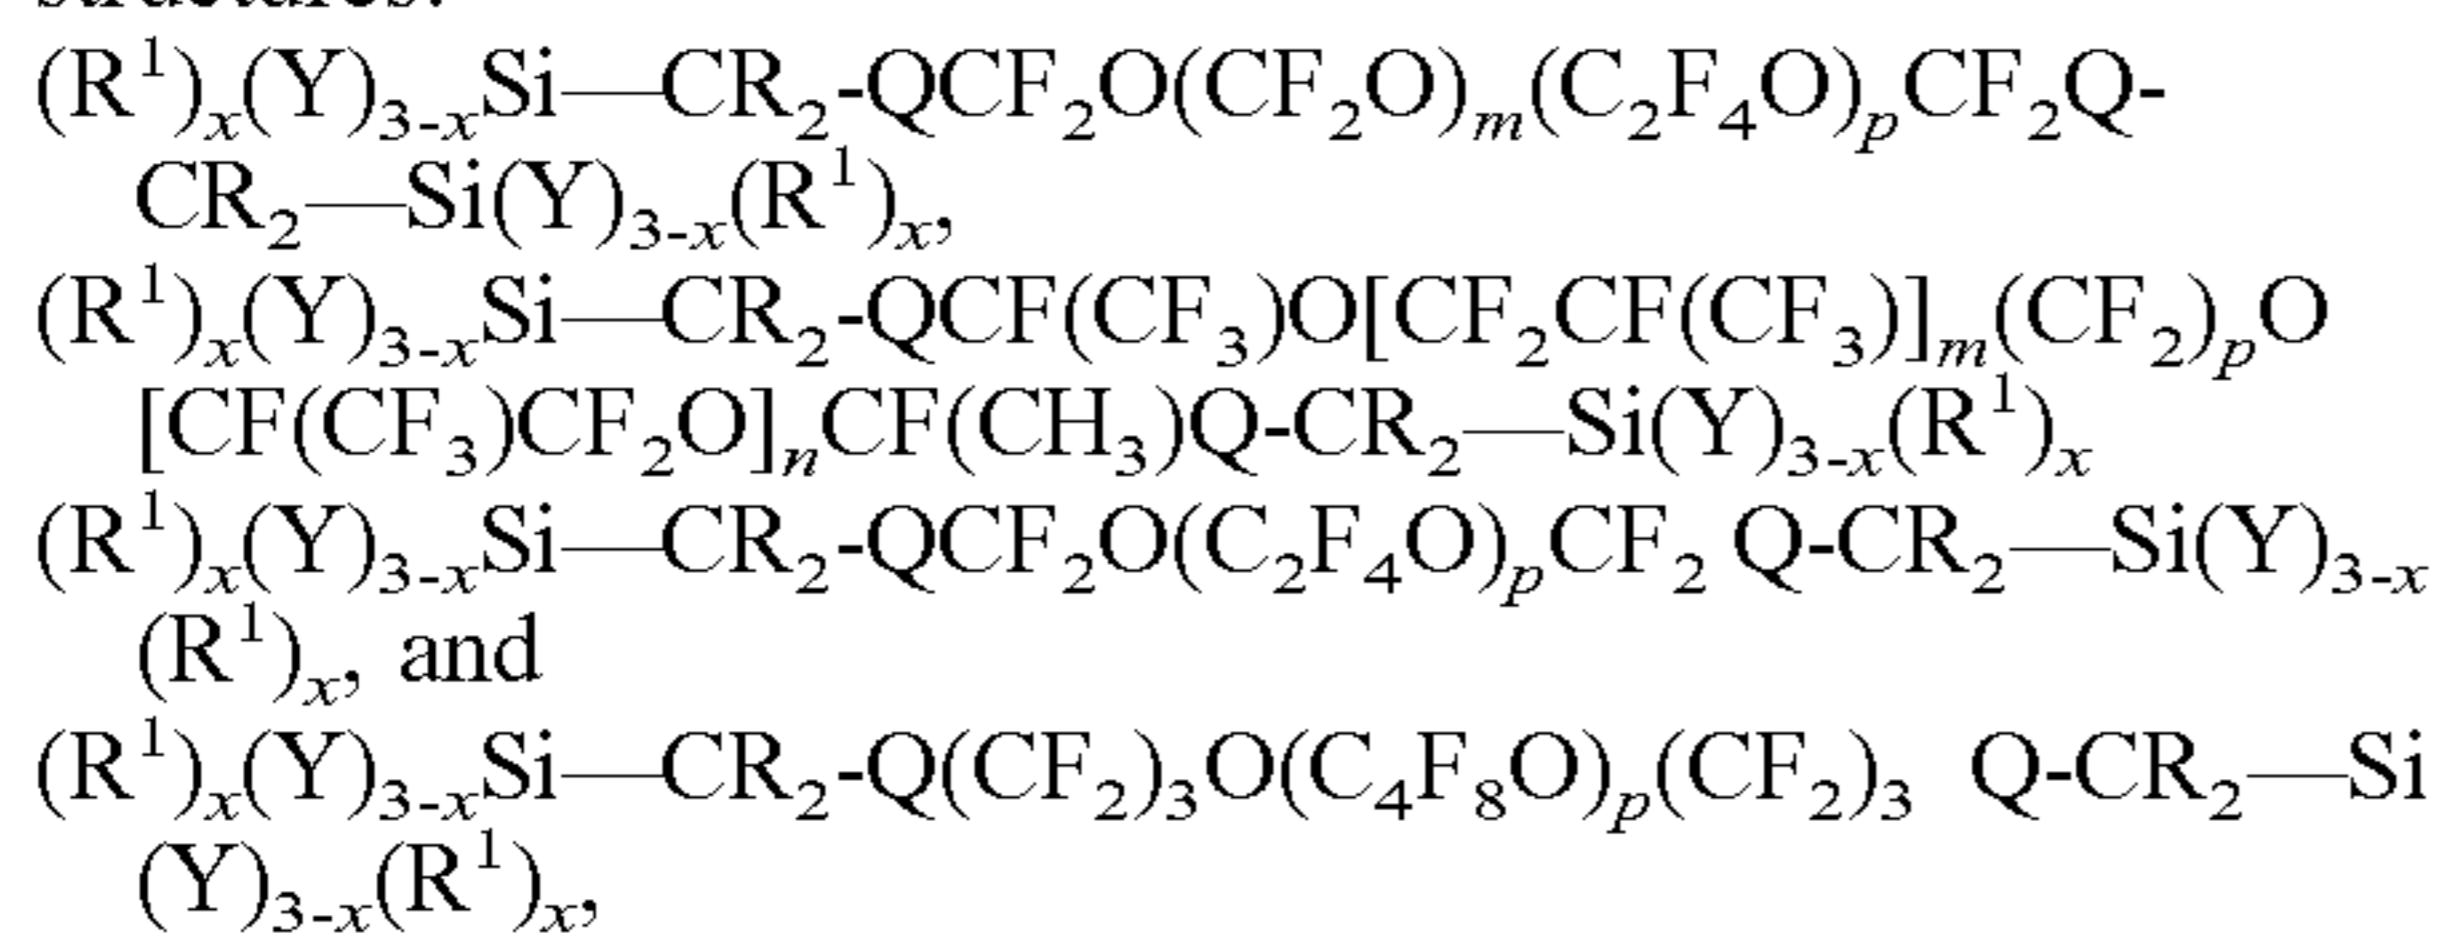 structures:
(R¹)ₓ(Y)₃₋ₓSi—CR₂-QCF₂O(CF₂O)ₘ(C₂F₄O)ₚCF₂Q-
CR₂—Si(Y)₃₋ₓ(R¹)ₓ,
(R¹)ₓ(Y)₃₋ₓSi—CR₂-QCF(CF₃)O[CF₂CF(CF₃)]ₘ(CF₂)ₚO
[CF(CF₃)CF₂O]ₙCF(CH₃)Q-CR₂—Si(Y)₃₋ₓ(R¹)ₓ
(R¹)ₓ(Y)₃₋ₓSi—CR₂-QCF₂O(C₂F₄O)ₚCF₂ Q-CR₂—Si(Y)₃₋ₓ
(R¹)ₓ, and
(R¹)ₓ(Y)₃₋ₓSi—CR₂-Q(CF₂)₃O(C₄F₈O)ₚ(CF₂)₃ Q-CR₂—Si
(Y)₃₋ₓ(R¹)ₓ,